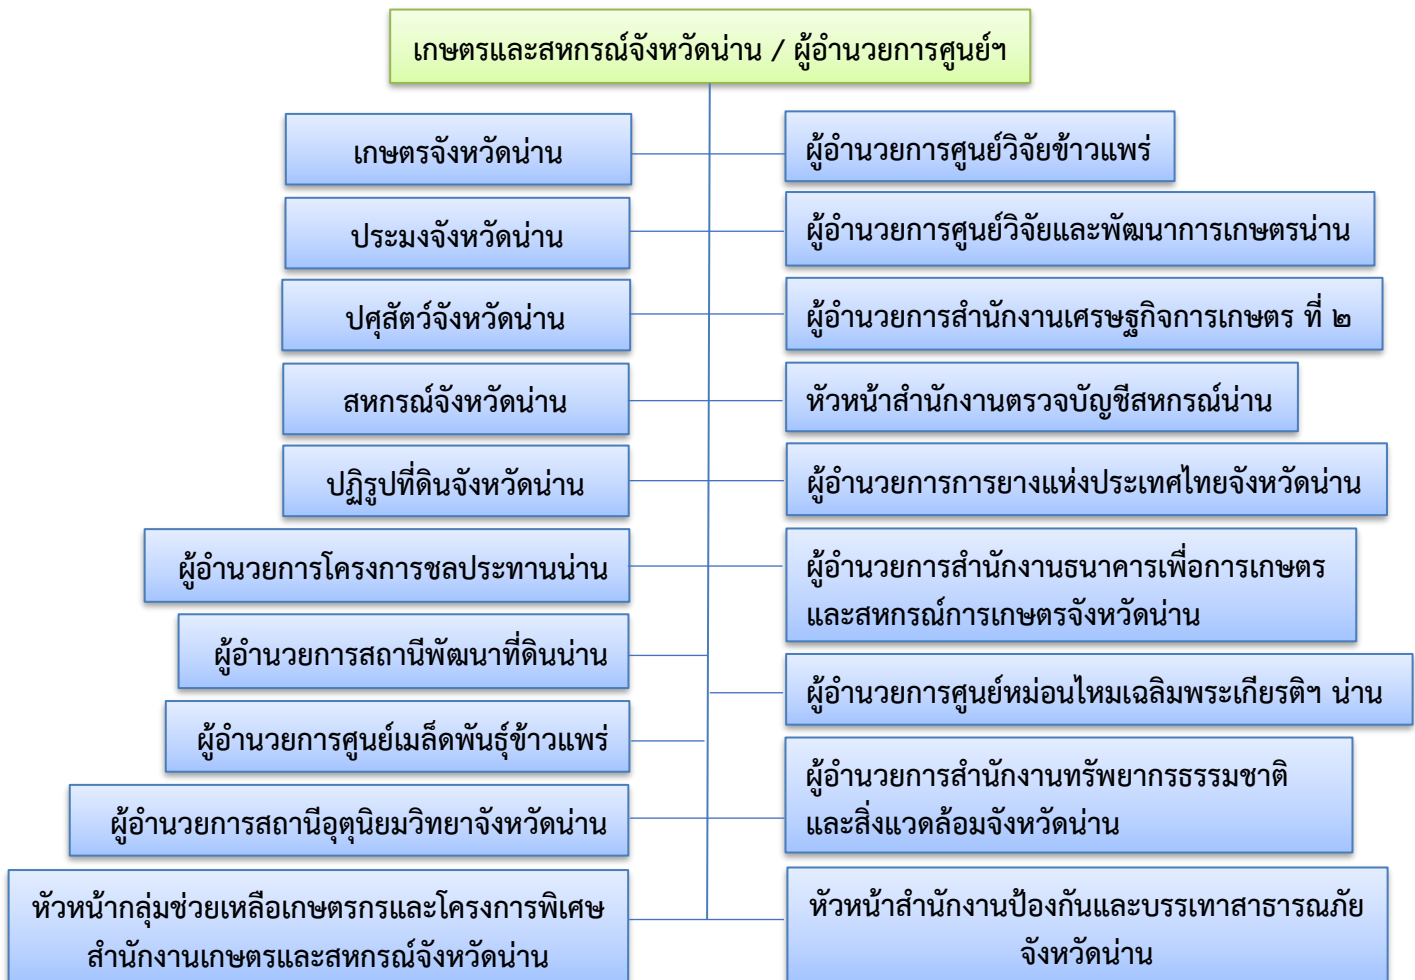 เกษตรและสหกรณ์จังหวัดน่าน / ผู้อำนวยการศูนย์ฯ
เกษตรจังหวัดน่าน
ผู้อำนวยการศูนย์วิจัยข้าวแพร่
ประมงจังหวัดน่าน
ผู้อำนวยการศูนย์วิจัยและพัฒนาการเกษตรน่าน
ปศุสัตว์จังหวัดน่าน
ผู้อำนวยการสำนักงานเศรษฐกิจการเกษตร ที่ ๒
สหกรณ์จังหวัดน่าน
หัวหน้าสำนักงานตรวจบัญชีสหกรณ์น่าน
ปฏิรูปที่ดินจังหวัดน่าน
ผู้อำนวยการการยางแห่งประเทศไทยจังหวัดน่าน
ผู้อำนวยการโครงการชลประทานน่าน
ผู้อำนวยการสำนักงานธนาคารเพื่อการเกษตร
และสหกรณ์การเกษตรจังหวัดน่าน
ผู้อำนวยการสถานีพัฒนาที่ดินน่าน
ผู้อำนวยการศูนย์หม่อนไหมเฉลิมพระเกียรติฯ น่าน
ผู้อำนวยการศูนย์เมล็ดพันธุ์ข้าวแพร่
ผู้อำนวยการสำนักงานทรัพยากรธรรมชาติ
และสิ่งแวดล้อมจังหวัดน่าน
ผู้อำนวยการสถานีอุตุนิยมวิทยาจังหวัดน่าน
หัวหน้ากลุ่มช่วยเหลือเกษตรกรและโครงการพิเศษ
สำนักงานเกษตรและสหกรณ์จังหวัดน่าน
หัวหน้าสำนักงานป้องกันและบรรเทาสาธารณภัย
จังหวัดน่าน